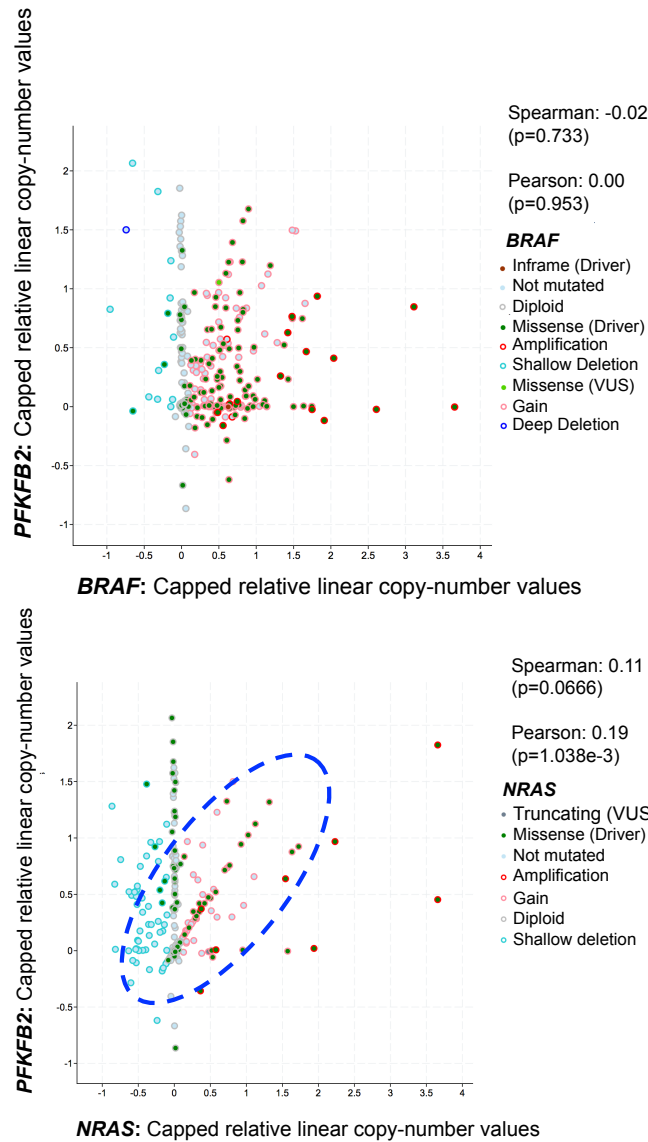 PFKFB2: Capped relative linear copy-number values
2
1.5
1
0.5
0
-0.5
-1
-1
-0.5
0
0.5
1
1.5
2
2.5
3
3.5
4
BRAF: Capped relative linear copy-number values
Spearman: -0.02
(p=0.733)
Pearson: 0.00
(p=0.953)
BRAF
Inframe (Driver)
Not mutated
Diploid
Missense (Driver)
Amplification
Shallow Deletion
Missense (VUS)
Gain
Deep Deletion
PFKFB2: Capped relative linear copy-number values
2
1.5
1
0.5
0
-0.5
-1
-1
-0.5
0
0.5
1
1.5
2
2.5
3
3.5
4
NRAS: Capped relative linear copy-number values
Spearman: 0.11
(p=0.0666)
Pearson: 0.19
(p=1.038e-3)
NRAS
Truncating (VUS
Missense (Driver)
Not mutated
Amplification
Gain
Diploid
Shallow deletion